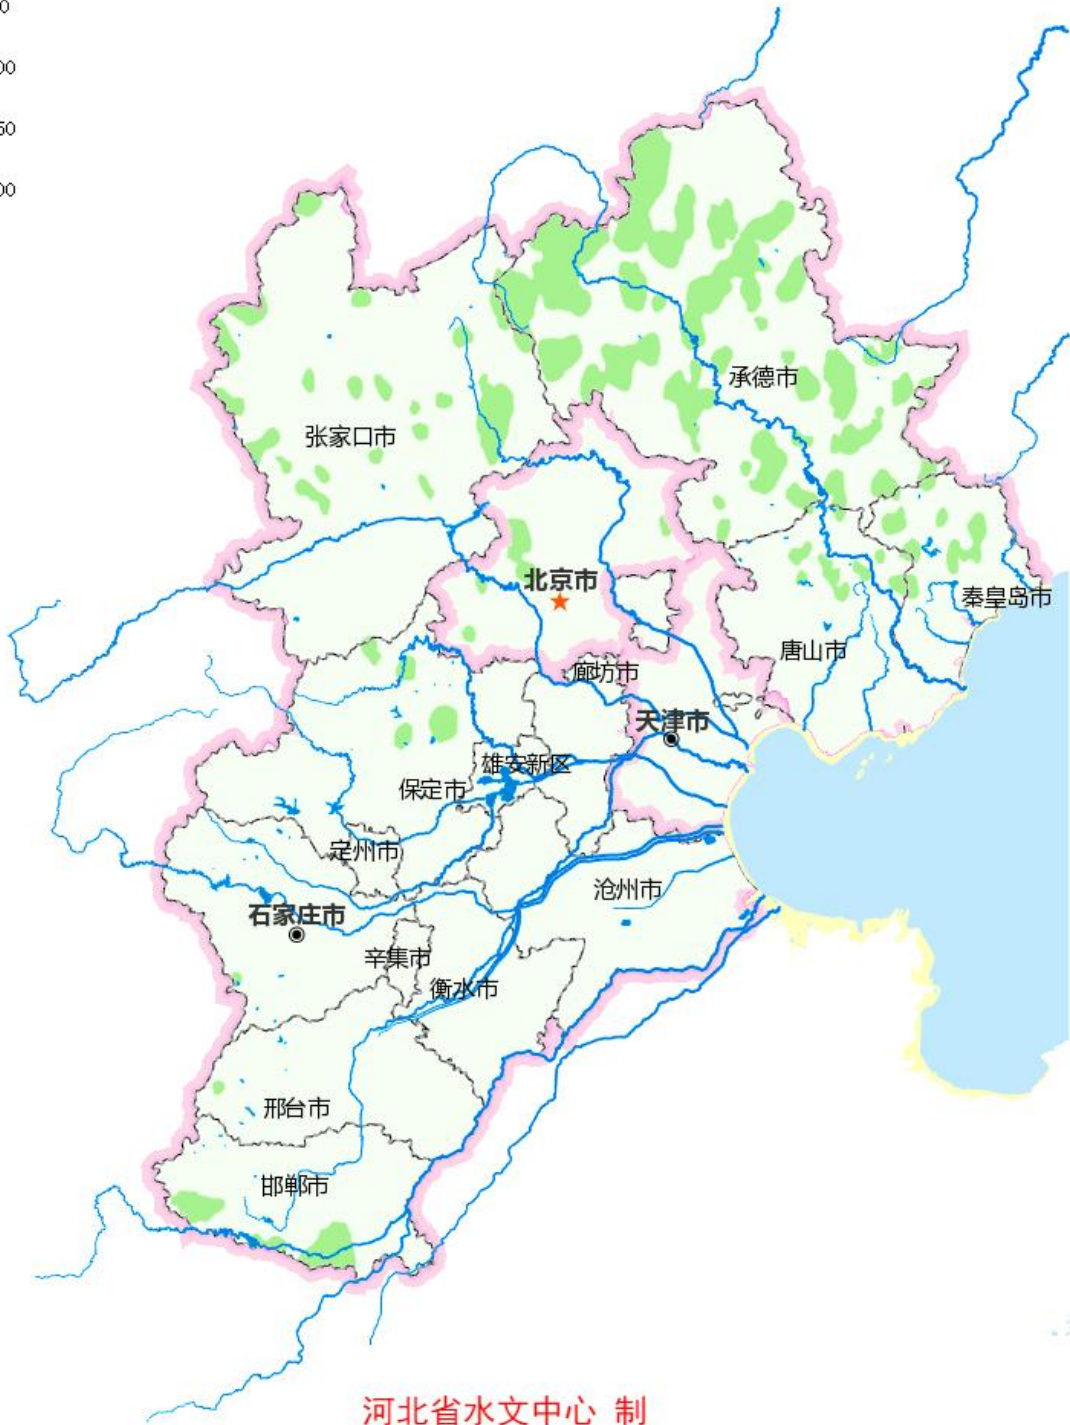 承德市
张家口市
北京市
秦皇岛市
唐山市
廊坊市
天津市
雄安新区
保定市
定州市
沧州市
石家庄市
辛集市
衡水市
邢台市
邯郸市
河北省水文中心 制